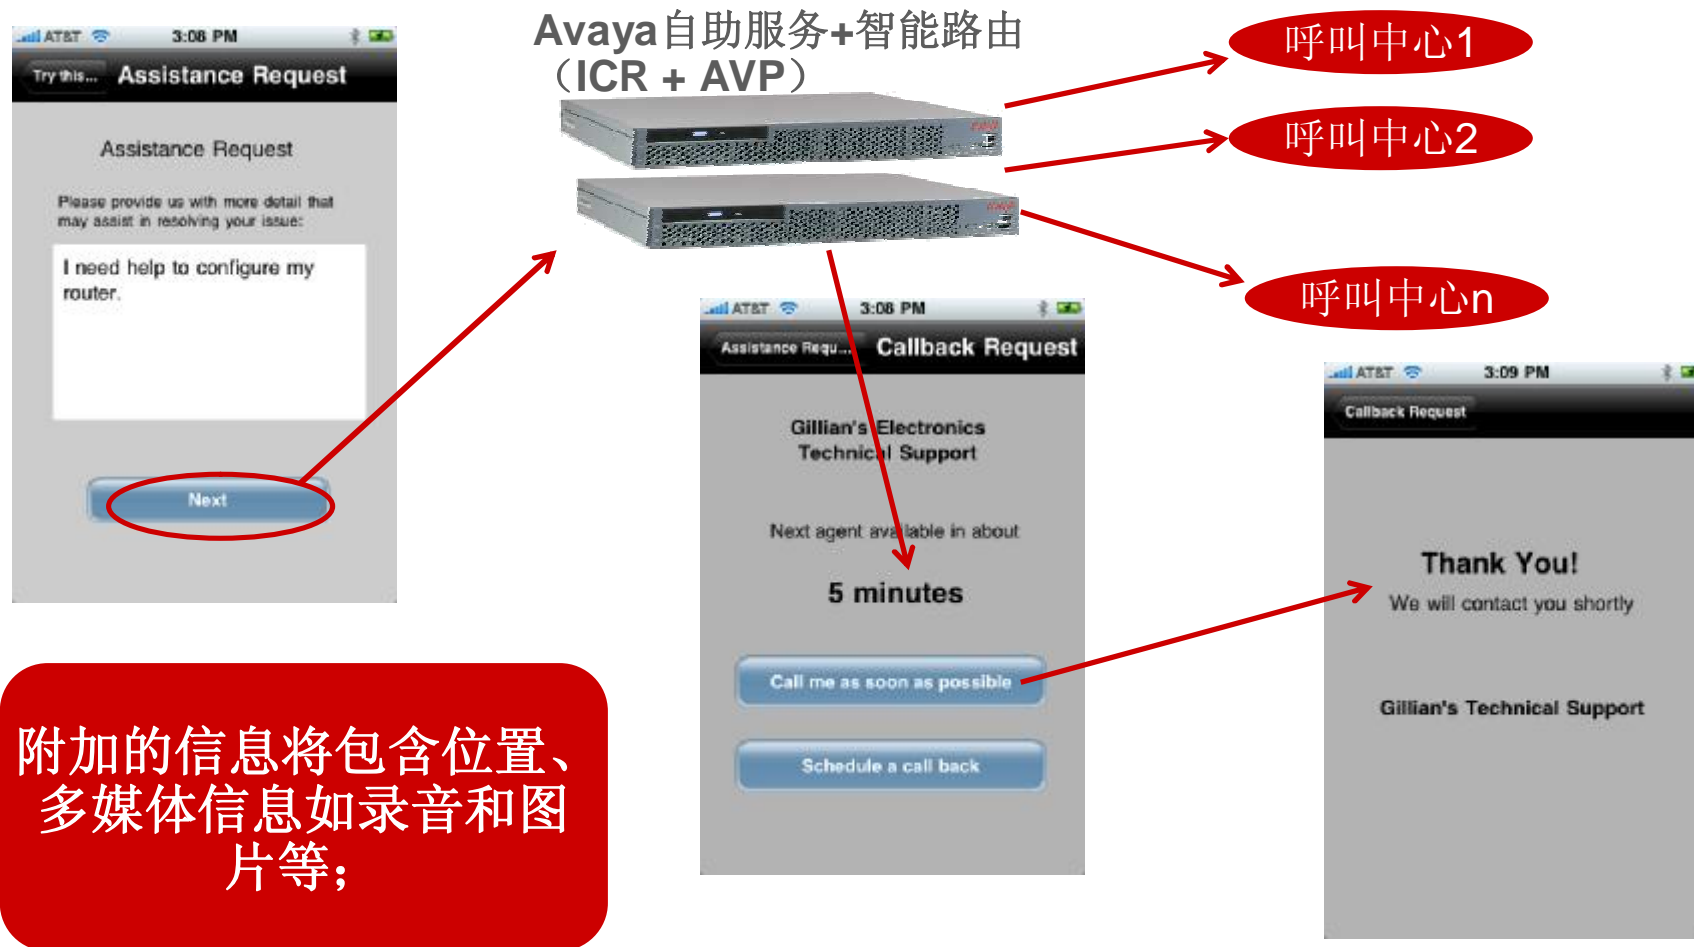 AT&T
3:08 PM
Try this...
Assistance Request
Assistance Request
Please provide us with more detail that
may assist in resolving your issue:
I need help to configure my
router.
Next
Avaya自助服务+智能路由
（ICR + AVP）
呼叫中心1
呼叫中心2
呼叫中心n
AT&T
3:08 PM
Assistance Requ...
Callback Request
Gillian's Electronics
Technical Support
Next agent available in about
5 minutes
Call me as soon as possible
Schedule a call back
AT&T
3:09 PM
Callback Request
Thank You!
We will contact you shortly
Gillian's Technical Support
附加的信息将包含位置、
多媒体信息如录音和图
片等；